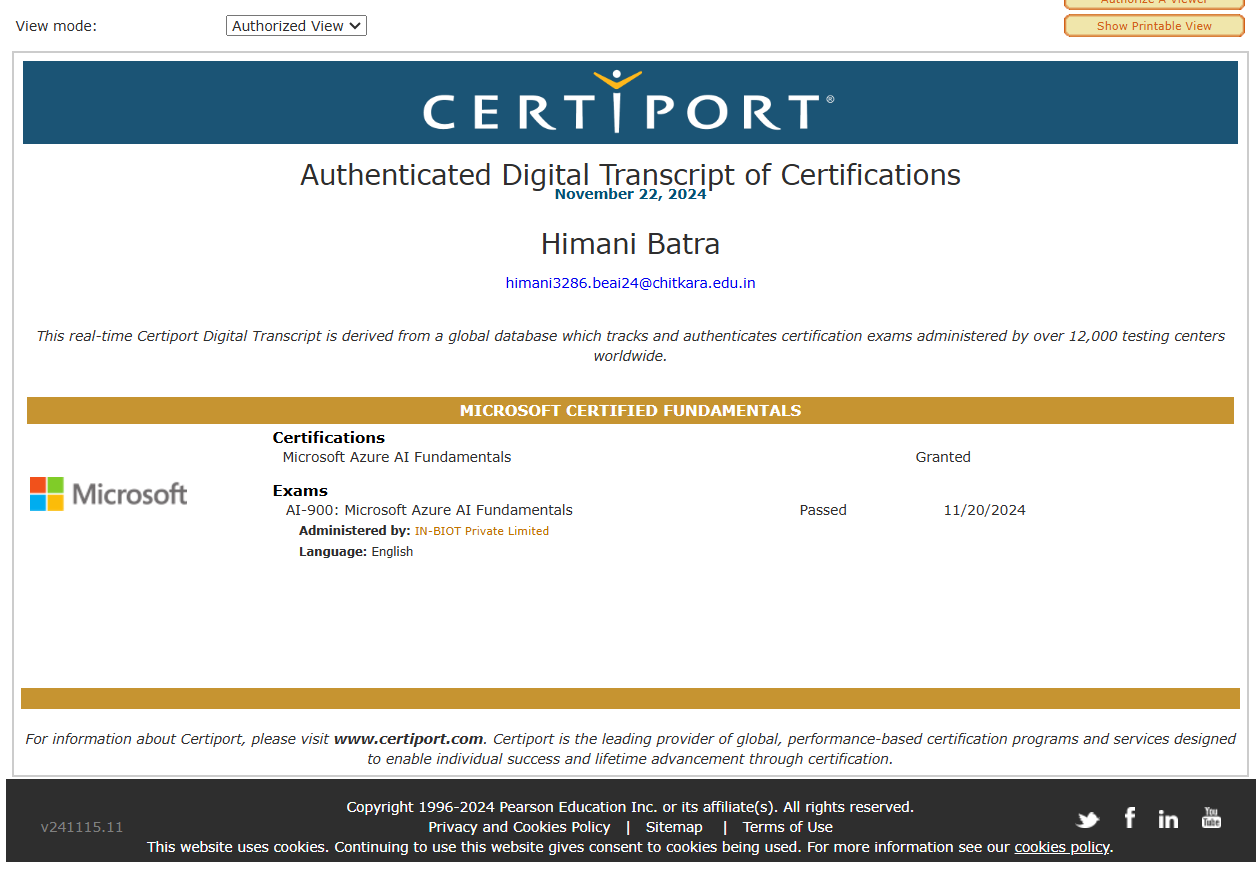 Authorize A Viewer
View mode:
Authorized View
Show Printable View
CERTIPORT®
Authenticated Digital Transcript of Certifications
November 22, 2024
Himani Batra
himani3286.beai24@chitkara.edu.in
This real-time Certiport Digital Transcript is derived from a global database which tracks and authenticates certification exams administered by over 12,000 testing centers
worldwide.
MICROSOFT CERTIFIED FUNDAMENTALS
Certifications
Microsoft Azure AI Fundamentals Granted
Microsoft
Exams
AI-900: Microsoft Azure AI Fundamentals Passed 11/20/2024
Administered by: IN-BIOT Private Limited
Language: English
For information about Certiport, please visit www.certiport.com. Certiport is the leading provider of global, performance-based certification programs and services designed
to enable individual success and lifetime advancement through certification.
Copyright 1996-2024 Pearson Education Inc. or its affiliate(s). All rights reserved.
v241115.11
Privacy and Cookies Policy | Sitemap | Terms of Use
This website uses cookies. Continuing to use this website gives consent to cookies being used. For more information see our cookies policy.
You Tube